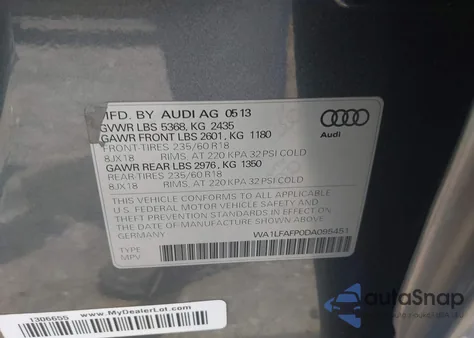 MFD. BY AUDI AG 05 13
GVWR LBS 5368, KG 2435
GAWR FRONT LBS 2601, KG 1180
FRONT-TIRES 235/60 R18
8JX18 RIMS, AT 220 KPA 32 PSI COLD
GAWR REAR LBS 2976, KG 1350
REAR-TIRES 235/60 R18
8JX18 RIMS, AT 220 KPA 32 PSI COLD
Audi
THIS VEHICLE CONFORMS TO ALL APPLICABLE
U.S. FEDERAL MOTOR VEHICLE SAFETY AND
THEFT PREVENTION STANDARDS IN EFFECT
ON THE DATE OF MANUFACTURE SHOWN ABOVE
GERMANY WA1LFAFP0DA095451
TYPE:
MPV
1306655
www.MyDealerLot.com
autaSnap